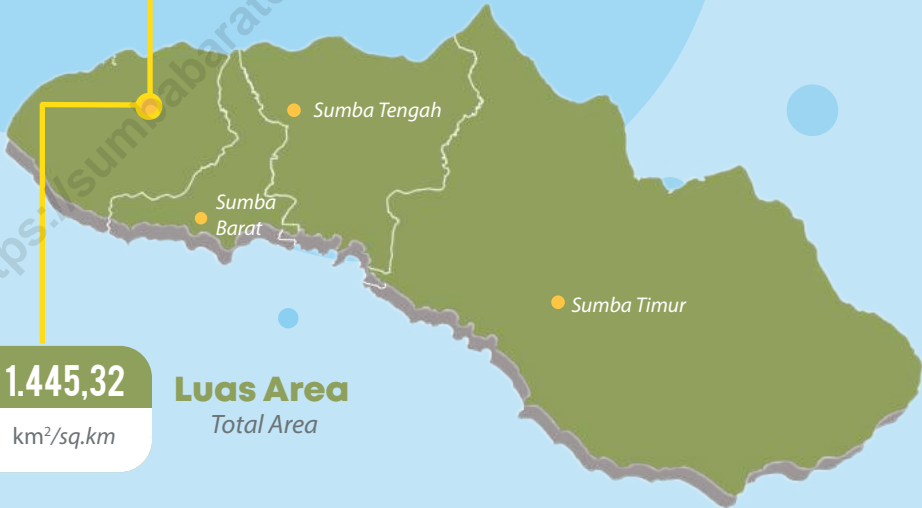 Sumba Tengah
Sumba
Barat
Sumba Timur
1.445,32
km²/sq.km
Luas Area
Total Area